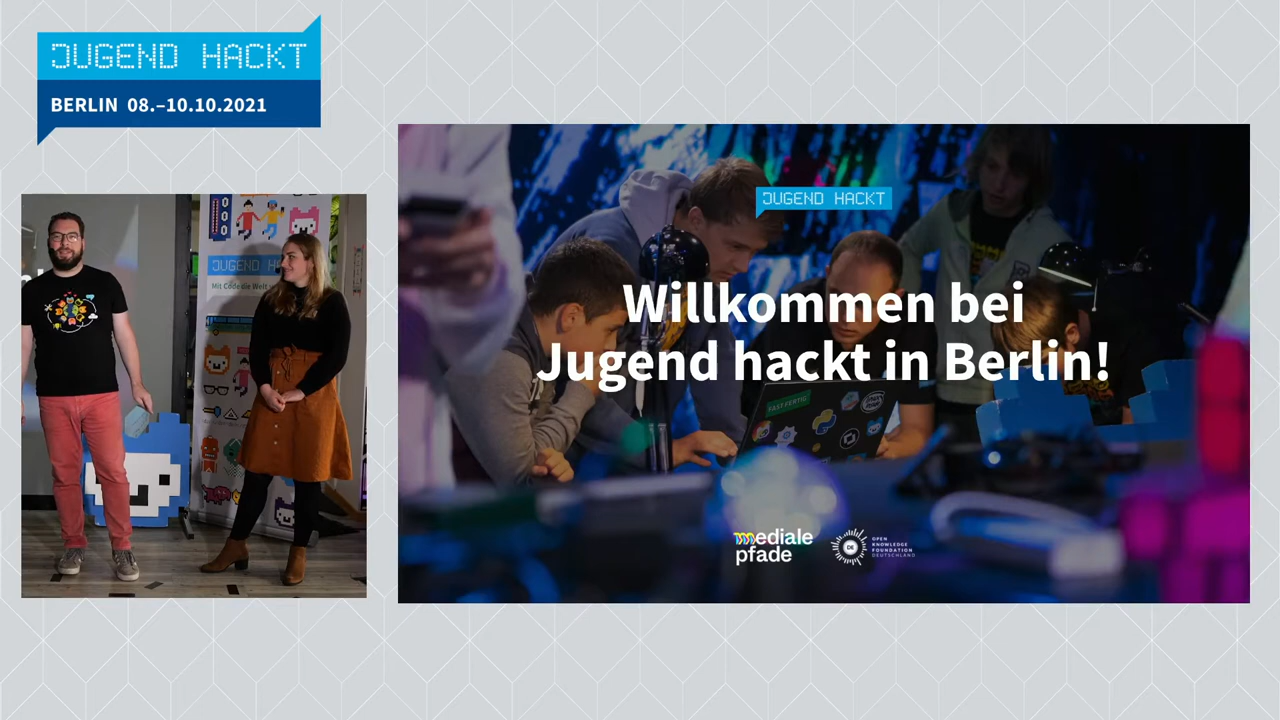 JUGEND HACKT
BERLIN 08.–10.10.2021
JUGEND HA
Mit Code die Welt
JUGEND HACKT
Willkommen bei
Jugend hackt in Berlin!
FAST FERTIG
mediale
pfade
DE
OPEN
KNOWLEDGE
FOUNDATION
DEUTSCHLAND